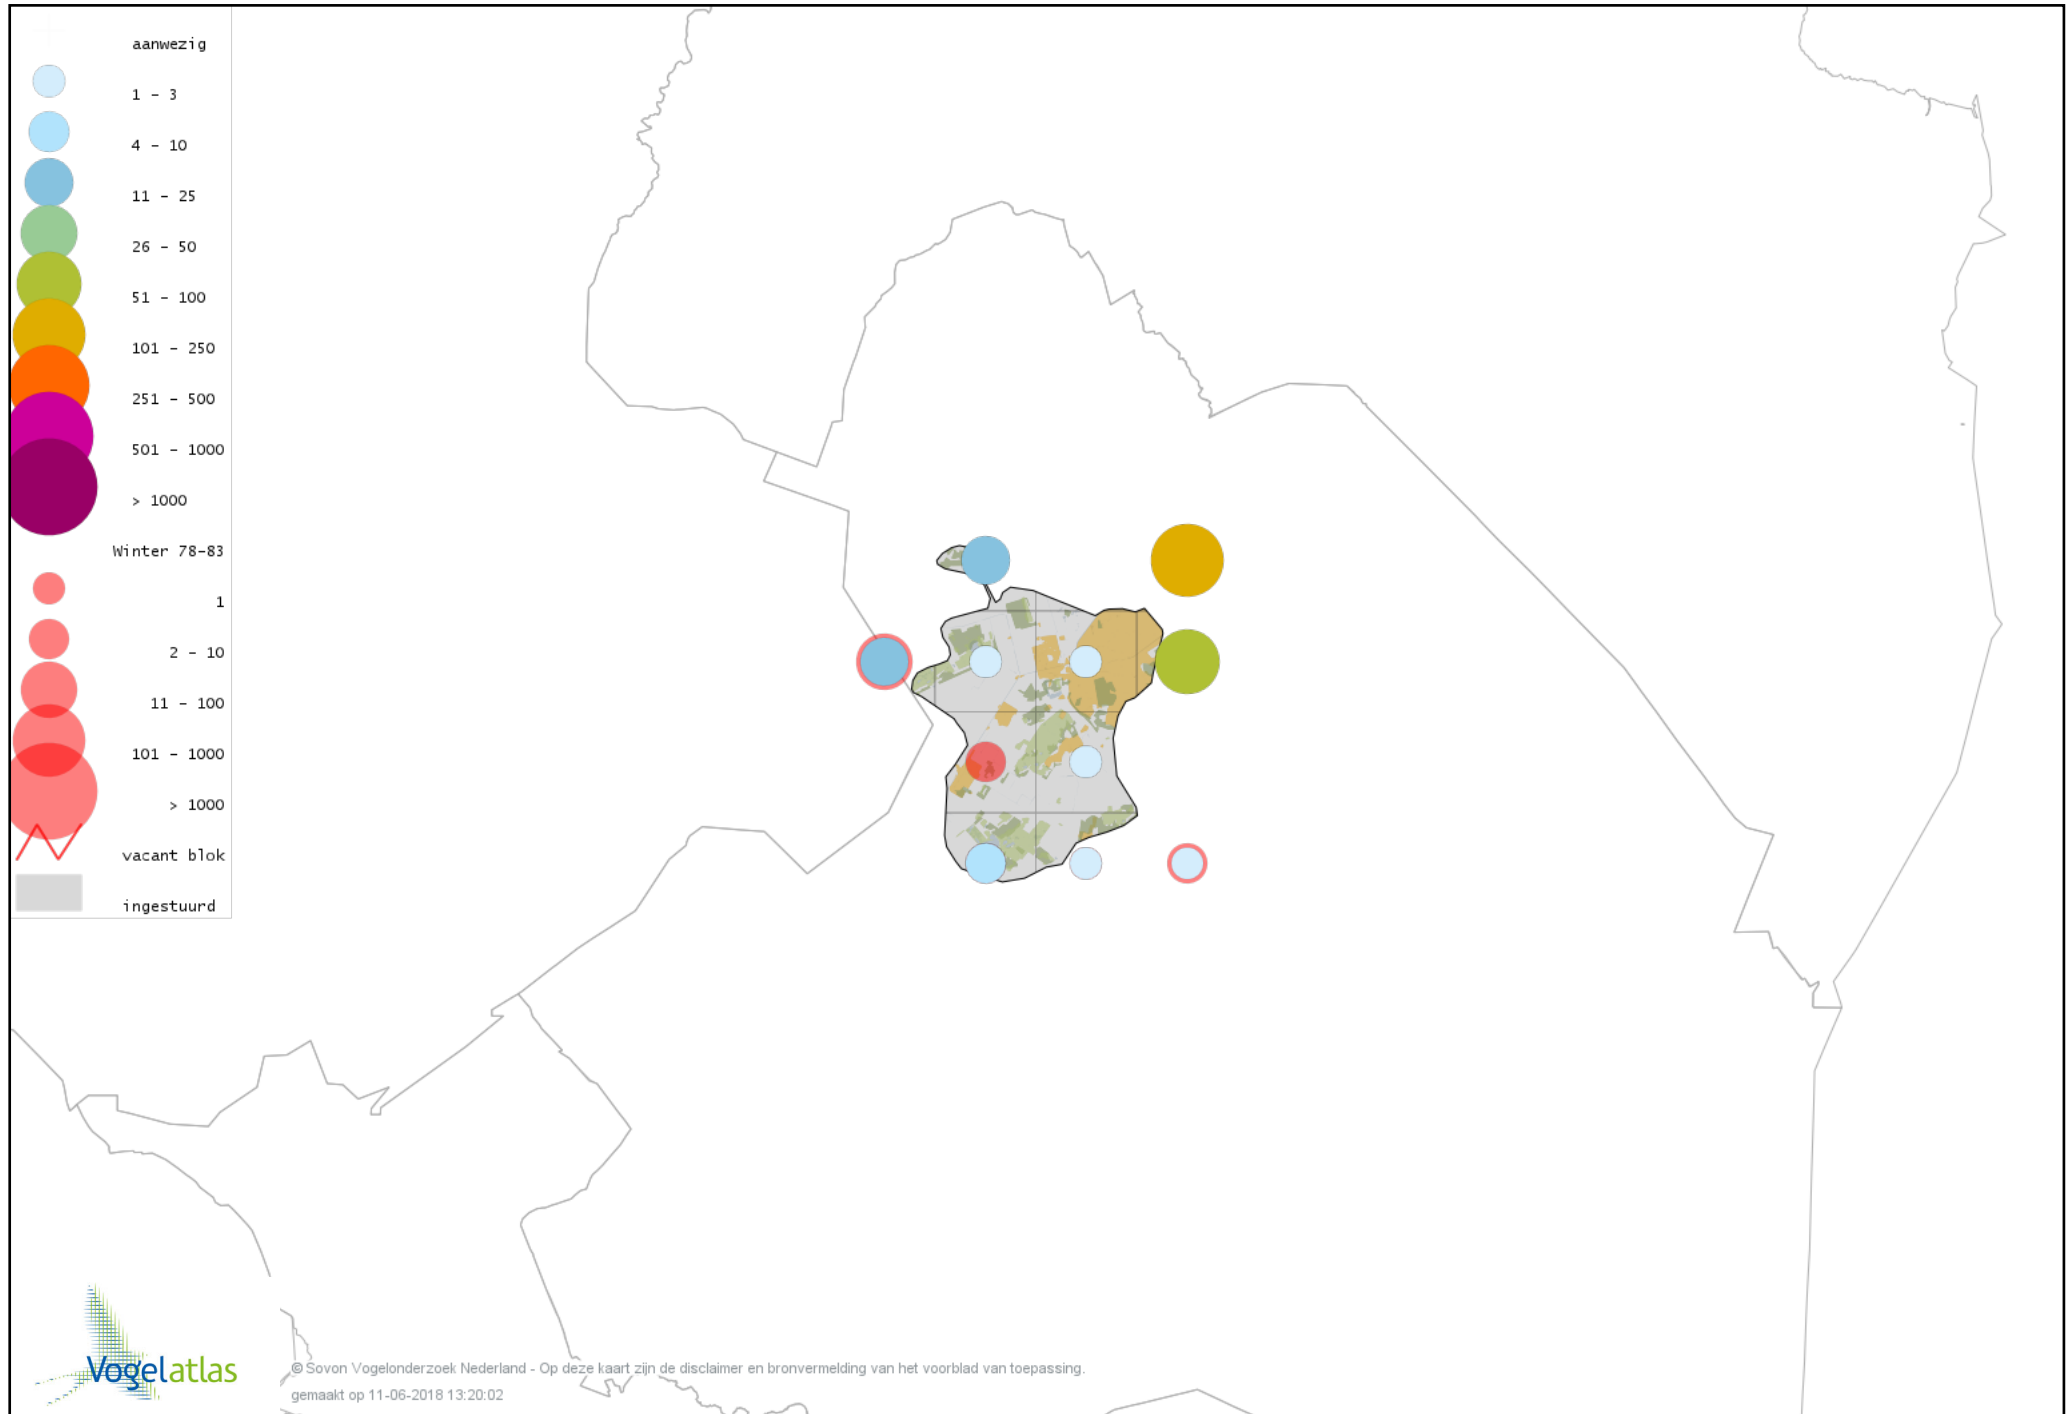 aanwezig
1 - 3
4 - 10
11 - 25
26 - 50
51 - 100
101 - 250
251 - 500
501 - 1000
> 1000
Winter 78-83
1
2 - 10
11 - 100
101 - 1000
> 1000
vacant blok
ingestuurd
Vogelatlas
© Sovon Vogelonderzoek Nederland - Op deze kaart zijn de disclaimer en bronvermelding van het voorblad van toepassing.
gemaakt op 11-06-2018 13:20:02